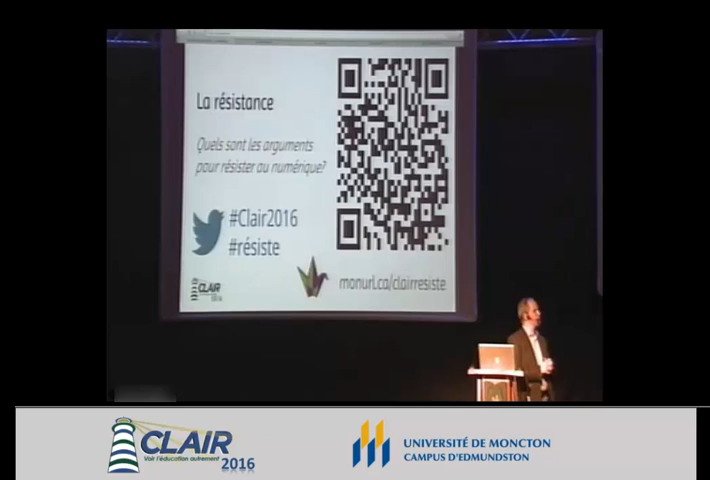 La résistance
Quels sont les arguments
pour résister au numérique?
#Clair2016
#résiste
monurl.ca/clairresiste
CLAIR
2016
CLAIR
Voir l'éducation autrement
2016
UNIVERSITÉ DE MONCTON
CAMPUS D'EDMUNDSTON